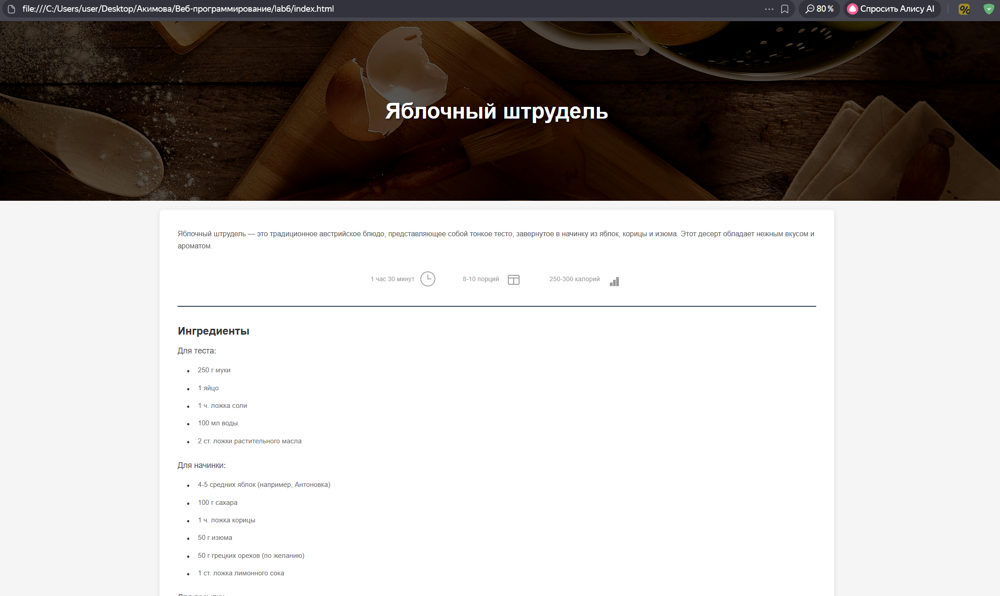 file:///C:/Users/user/Desktop/Акимова/Веб-программирование/lab6/index.html
80 %
Спросить Алису AI
Яблочный штрудель
Яблочный штрудель — это традиционное австрийское блюдо, представляющее собой тонкое тесто, завернутое в начинку из яблок, корицы и изюма. Этот десерт обладает нежным вкусом и
ароматом.
1 час 30 минут
8-10 порций
250-300 калорий
Ингредиенты
Для теста:
250 г муки
1 яйцо
1 ч. ложка соли
100 мл воды
2 ст. ложки растительного масла
Для начинки:
4-5 средних яблок (например, Антоновка)
100 г сахара
1 ч. ложка корицы
50 г изюма
50 г грецких орехов (по желанию)
1 ст. ложка лимонного сока